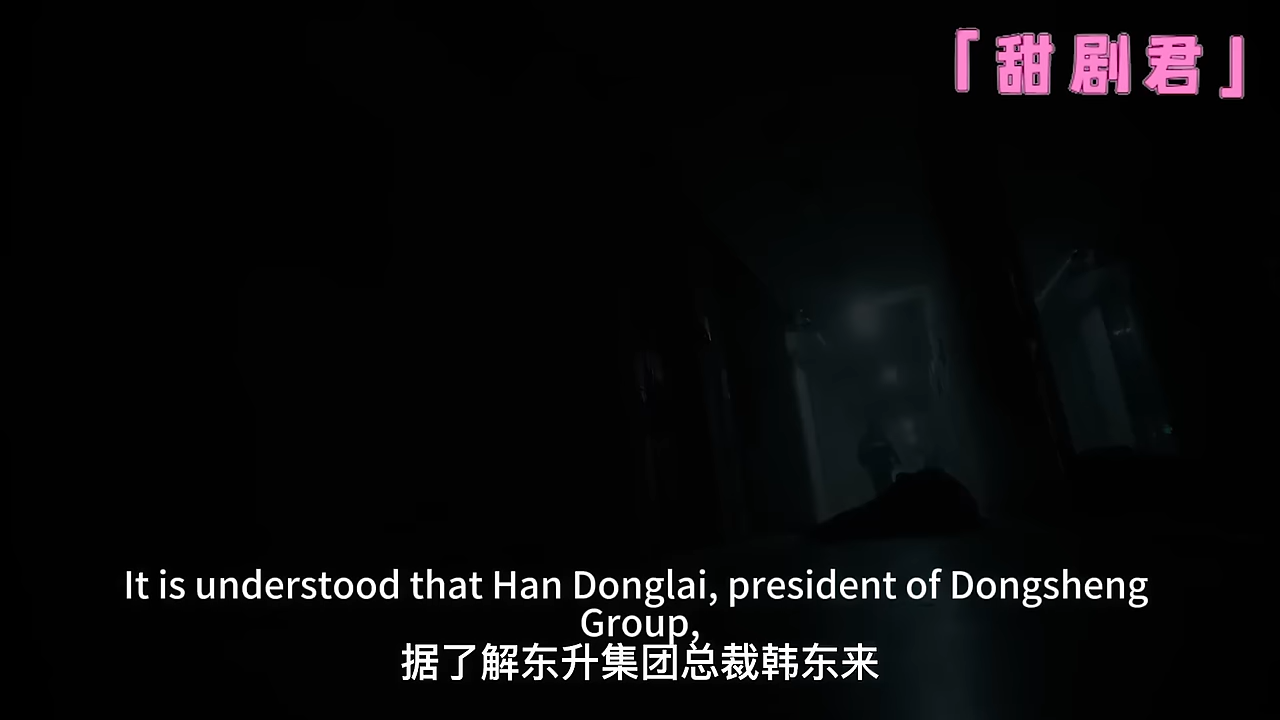 「甜剧君」
It is understood that Han Donglai, president of Dongsheng
Group,
据了解东升集团总裁韩东来